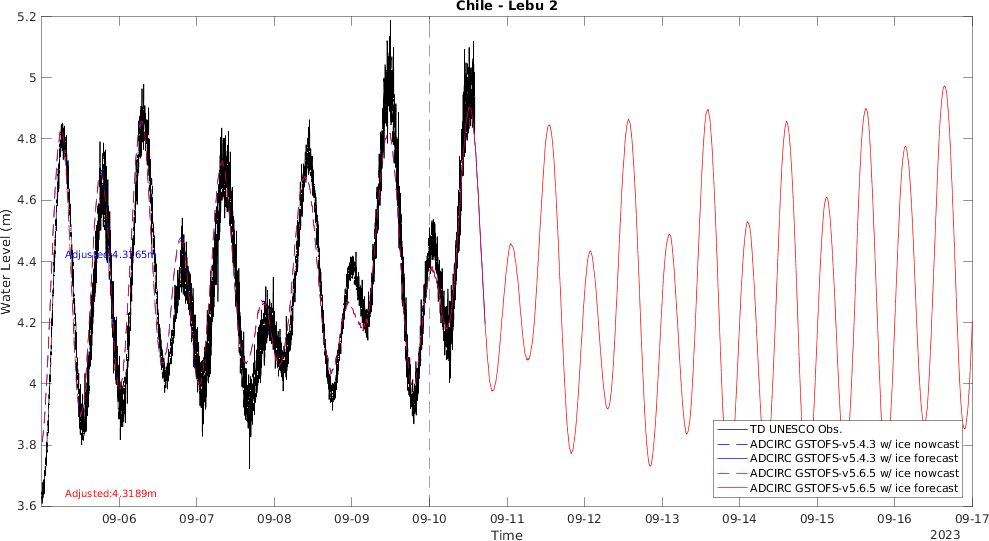 Chile - Lebu 2
Water Level (m)
5.2
5
4.8
4.6
4.4
4.2
4
3.8
3.6
Adjusted:4.3165m
Adjusted:4.3189m
TD UNESCO Obs.
ADCIRC GSTOFS-v5.4.3 w/ ice nowcast
ADCIRC GSTOFS-v5.4.3 w/ ice forecast
ADCIRC GSTOFS-v5.6.5 w/ ice nowcast
ADCIRC GSTOFS-v5.6.5 w/ ice forecast
09-06 09-07 09-08 09-09 09-10 09-11 09-12 09-13 09-14 09-15 09-16 09-17
Time
2023